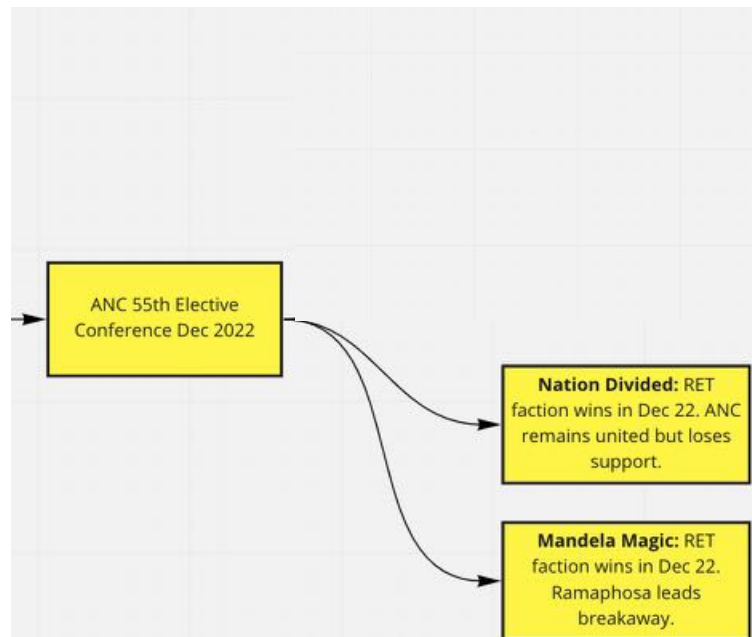 ANC 55th Elective
Conference Dec 2022
Nation Divided: RET
faction wins in Dec 22. ANC
remains united but loses
support.
Mandela Magic: RET
faction wins in Dec 22.
Ramaphosa leads
breakaway.